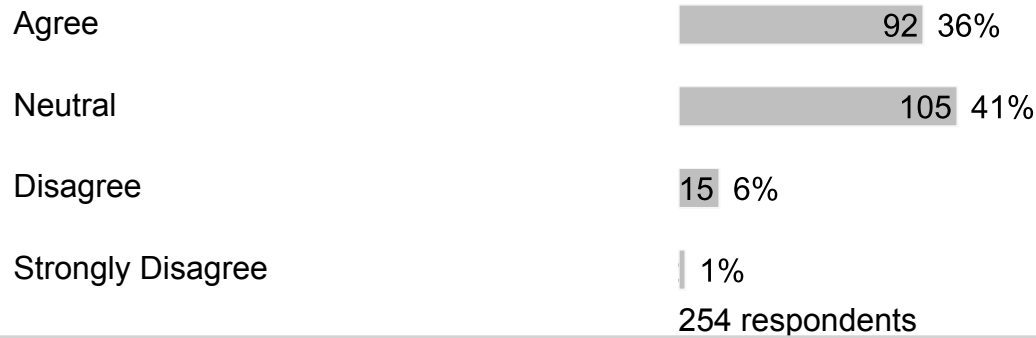 Agree 92 36%
Neutral 105 41%
Disagree 15 6%
Strongly Disagree 1%
254 respondents